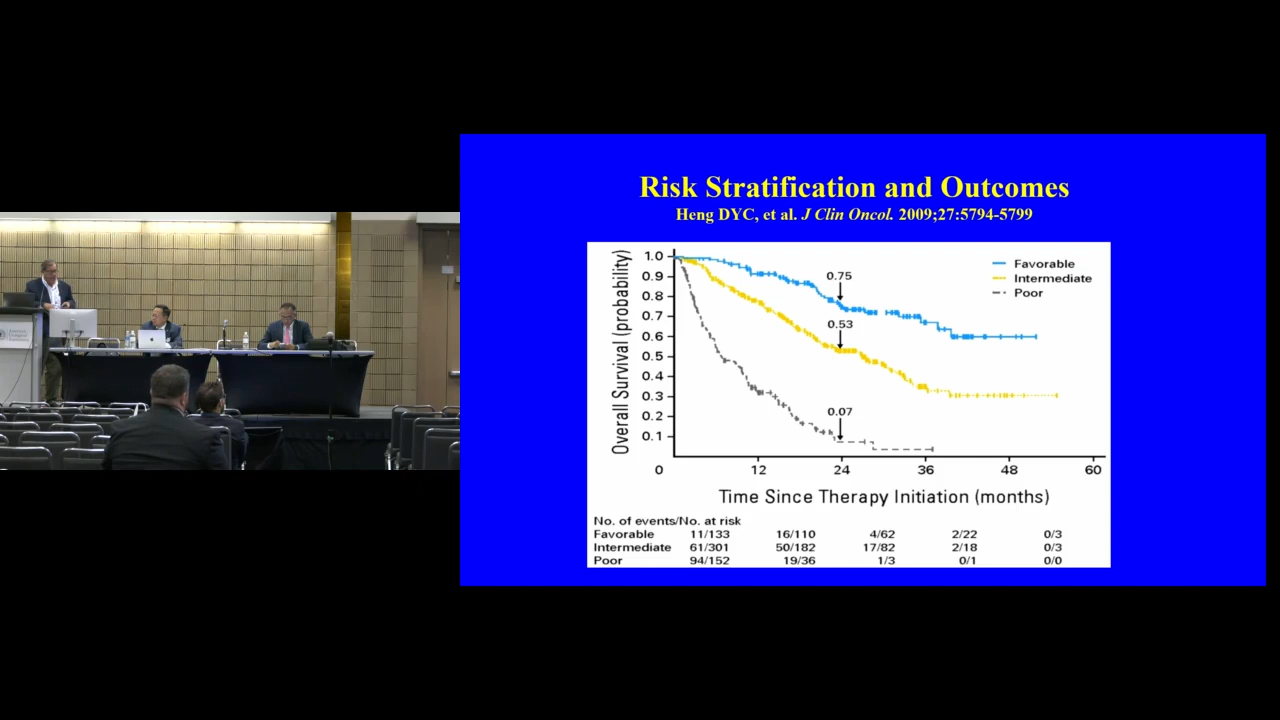 Risk Stratification and Outcomes
Heng DYC, et al. J Clin Oncol. 2009;27:5794-5799
Overall Survival (probability)
1.0
0.9
0.8
0.7
0.6
0.5
0.4
0.3
0.2
0.1
0
0.75
0.53
0.07
Favorable
Intermediate
Poor
12 24 36 48 60
Time Since Therapy Initiation (months)
No. of events/No. at risk
Favorable 11/133 16/110 4/62 2/22 0/3
Intermediate 61/301 50/182 17/82 2/18 0/3
Poor 94/152 19/36 1/3 0/1 0/0